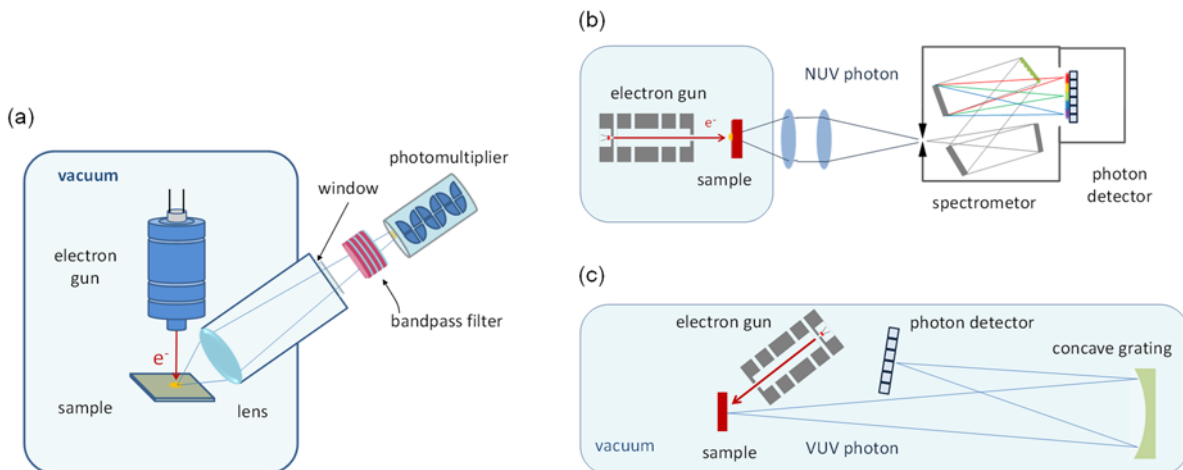 (a)
vacuum
electron
gun
e⁻
sample
lens
window
photomultiplier
bandpass filter
(b)
NUV photon
electron gun
e⁻
sample
spectrometor
photon
detector
(c)
electron gun
photon detector
concave grating
vacuum
sample
VUV photon